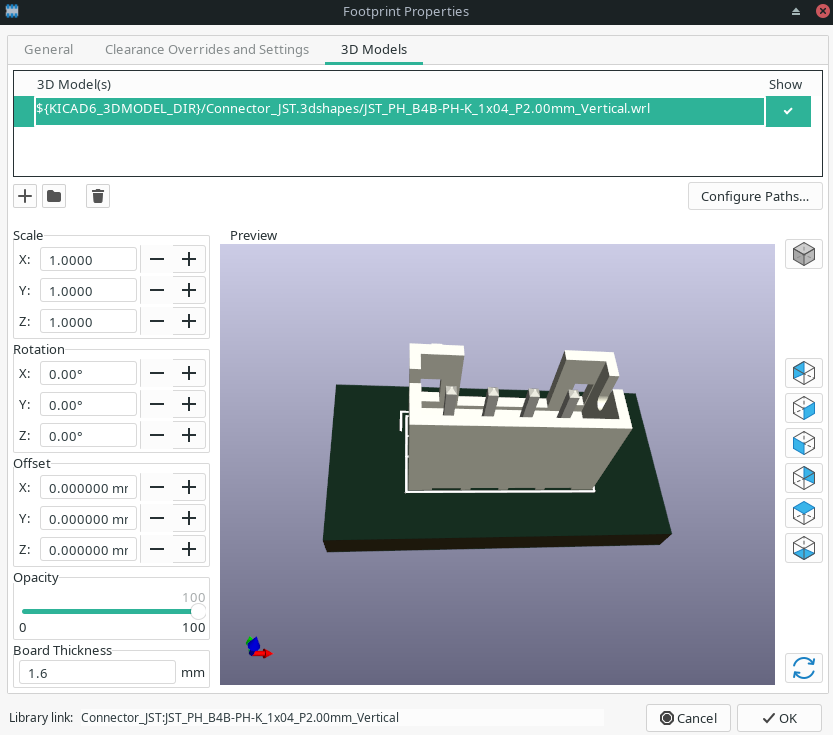 Footprint Properties
General Clearance Overrides and Settings 3D Models
3D Model(s) Show
${KICAD6_3DMODEL_DIR}/Connector_JST.3dshapes/JST_PH_B4B-PH-K_1x04_P2.00mm_Vertical.wrl
Configure Paths...
Scale
X: 1.0000
Y: 1.0000
Z: 1.0000
Rotation
X: 0.00°
Y: 0.00°
Z: 0.00°
Offset
X: 0.000000 mr
Y: 0.000000 mr
Z: 0.000000 mr
Opacity
100
0 100
Board Thickness
1.6 mm
Preview
Library link: Connector_JST:JST_PH_B4B-PH-K_1x04_P2.00mm_Vertical
Cancel OK